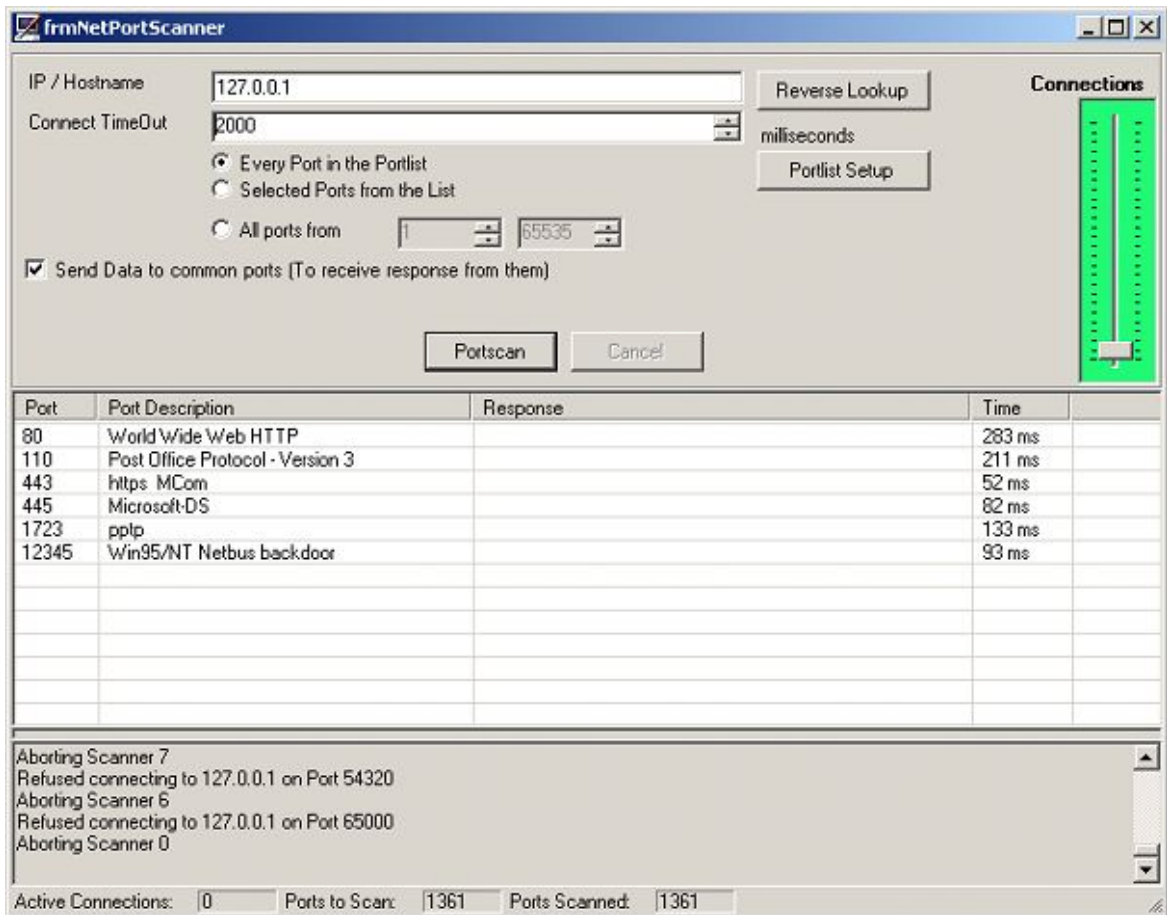 frmNetPortScanner
IP / Hostname 127.0.0.1 Reverse Lookup Connections
Connect TimeOut 2000 milliseconds
Every Port in the Portlist Portlist Setup
Selected Ports from the List
All ports from 1 65535
Send Data to common ports (To receive response from them)
Portscan Cancel
Port Port Description Response Time
80 World Wide Web HTTP 283 ms
110 Post Office Protocol - Version 3 211 ms
443 https MCom 52 ms
445 Microsoft-DS 82 ms
1723 pptp 133 ms
12345 Win95/NT Netbus backdoor 93 ms
Aborting Scanner 7
Refused connecting to 127.0.0.1 on Port 54320
Aborting Scanner 6
Refused connecting to 127.0.0.1 on Port 65000
Aborting Scanner 0
Active Connections: 0 Ports to Scan: 1361 Ports Scanned: 1361